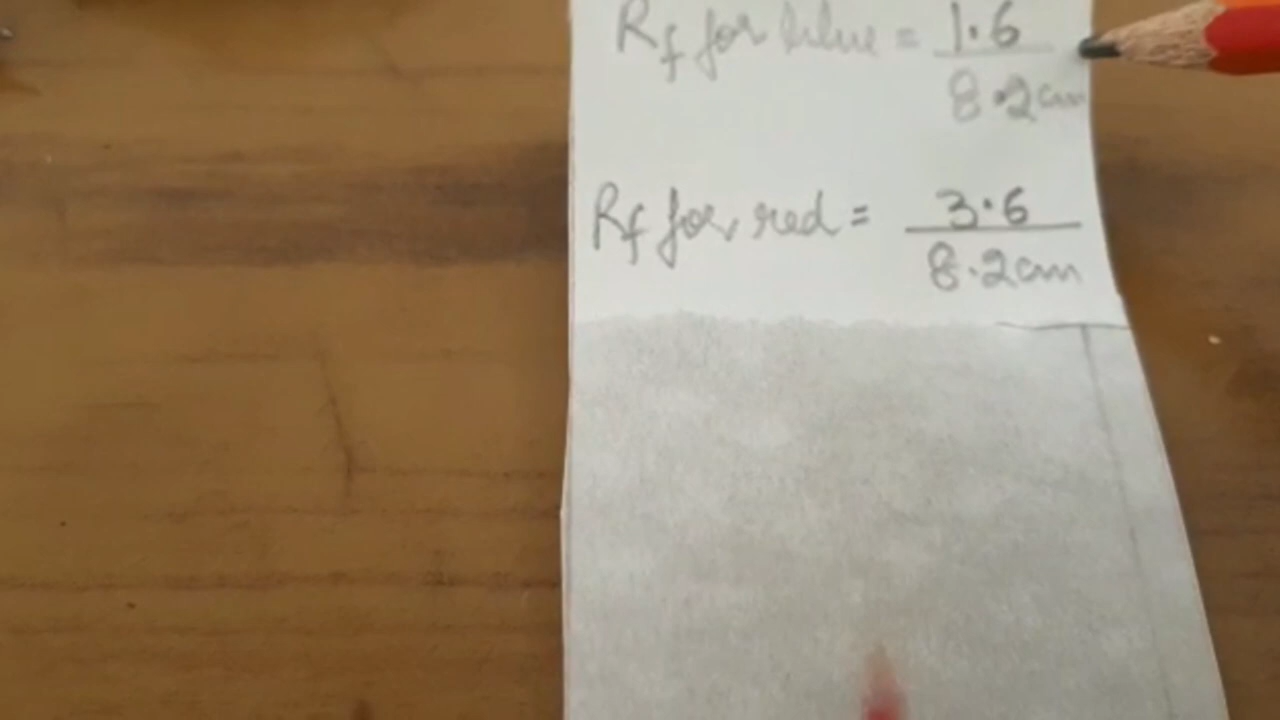 Rf for blue = 1.6
8.2cm
Rf for red = 3.6
8.2cm